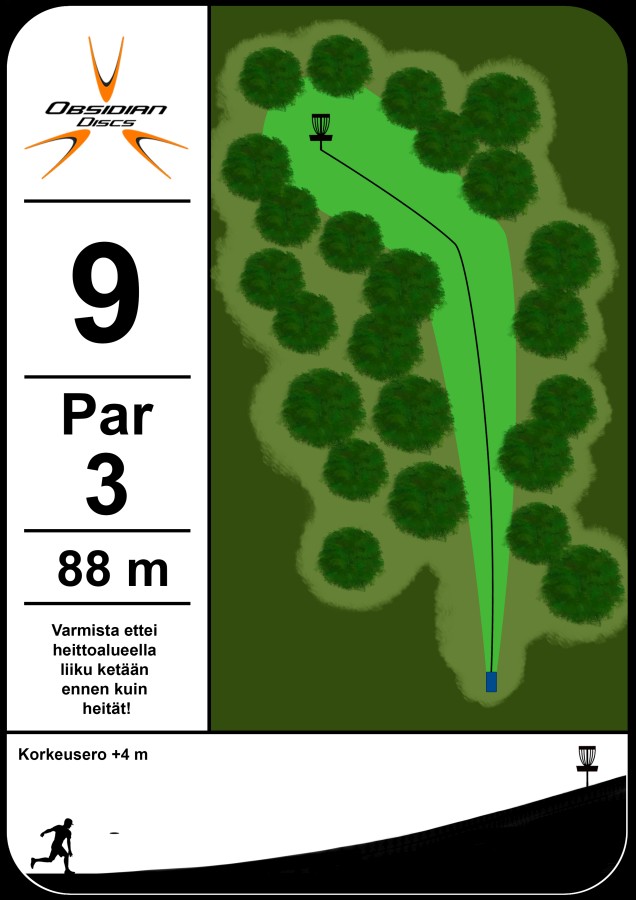 OBSIDIAN
DISCS
9
Par
3
88 m
Varmista ettei
heittoalueella
liiku ketään
ennen kuin
heität!
Korkeusero +4 m